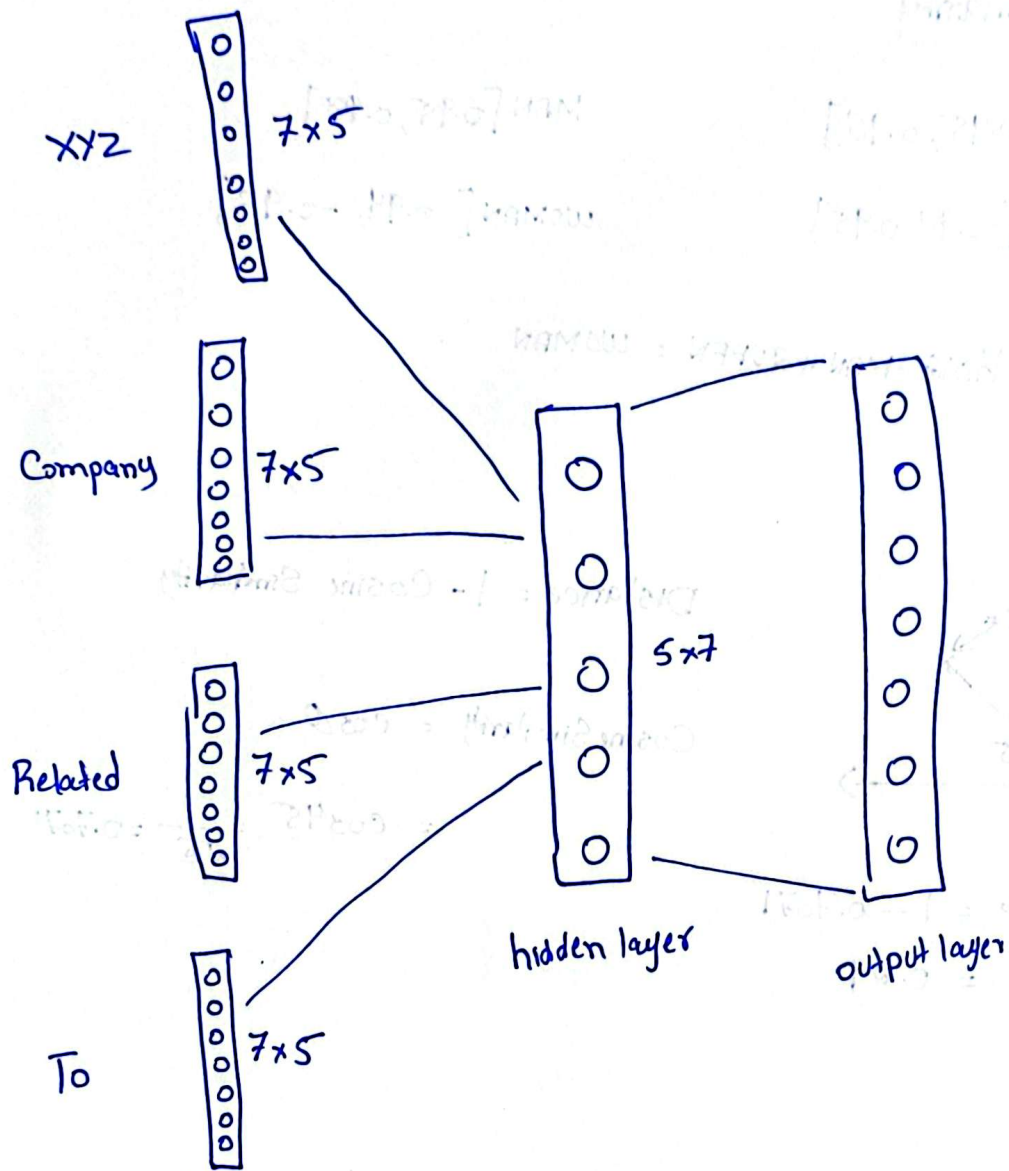 XYZ
7x5
Company
7x5
Related
7x5
To
7x5
5x7
hidden layer
output layer